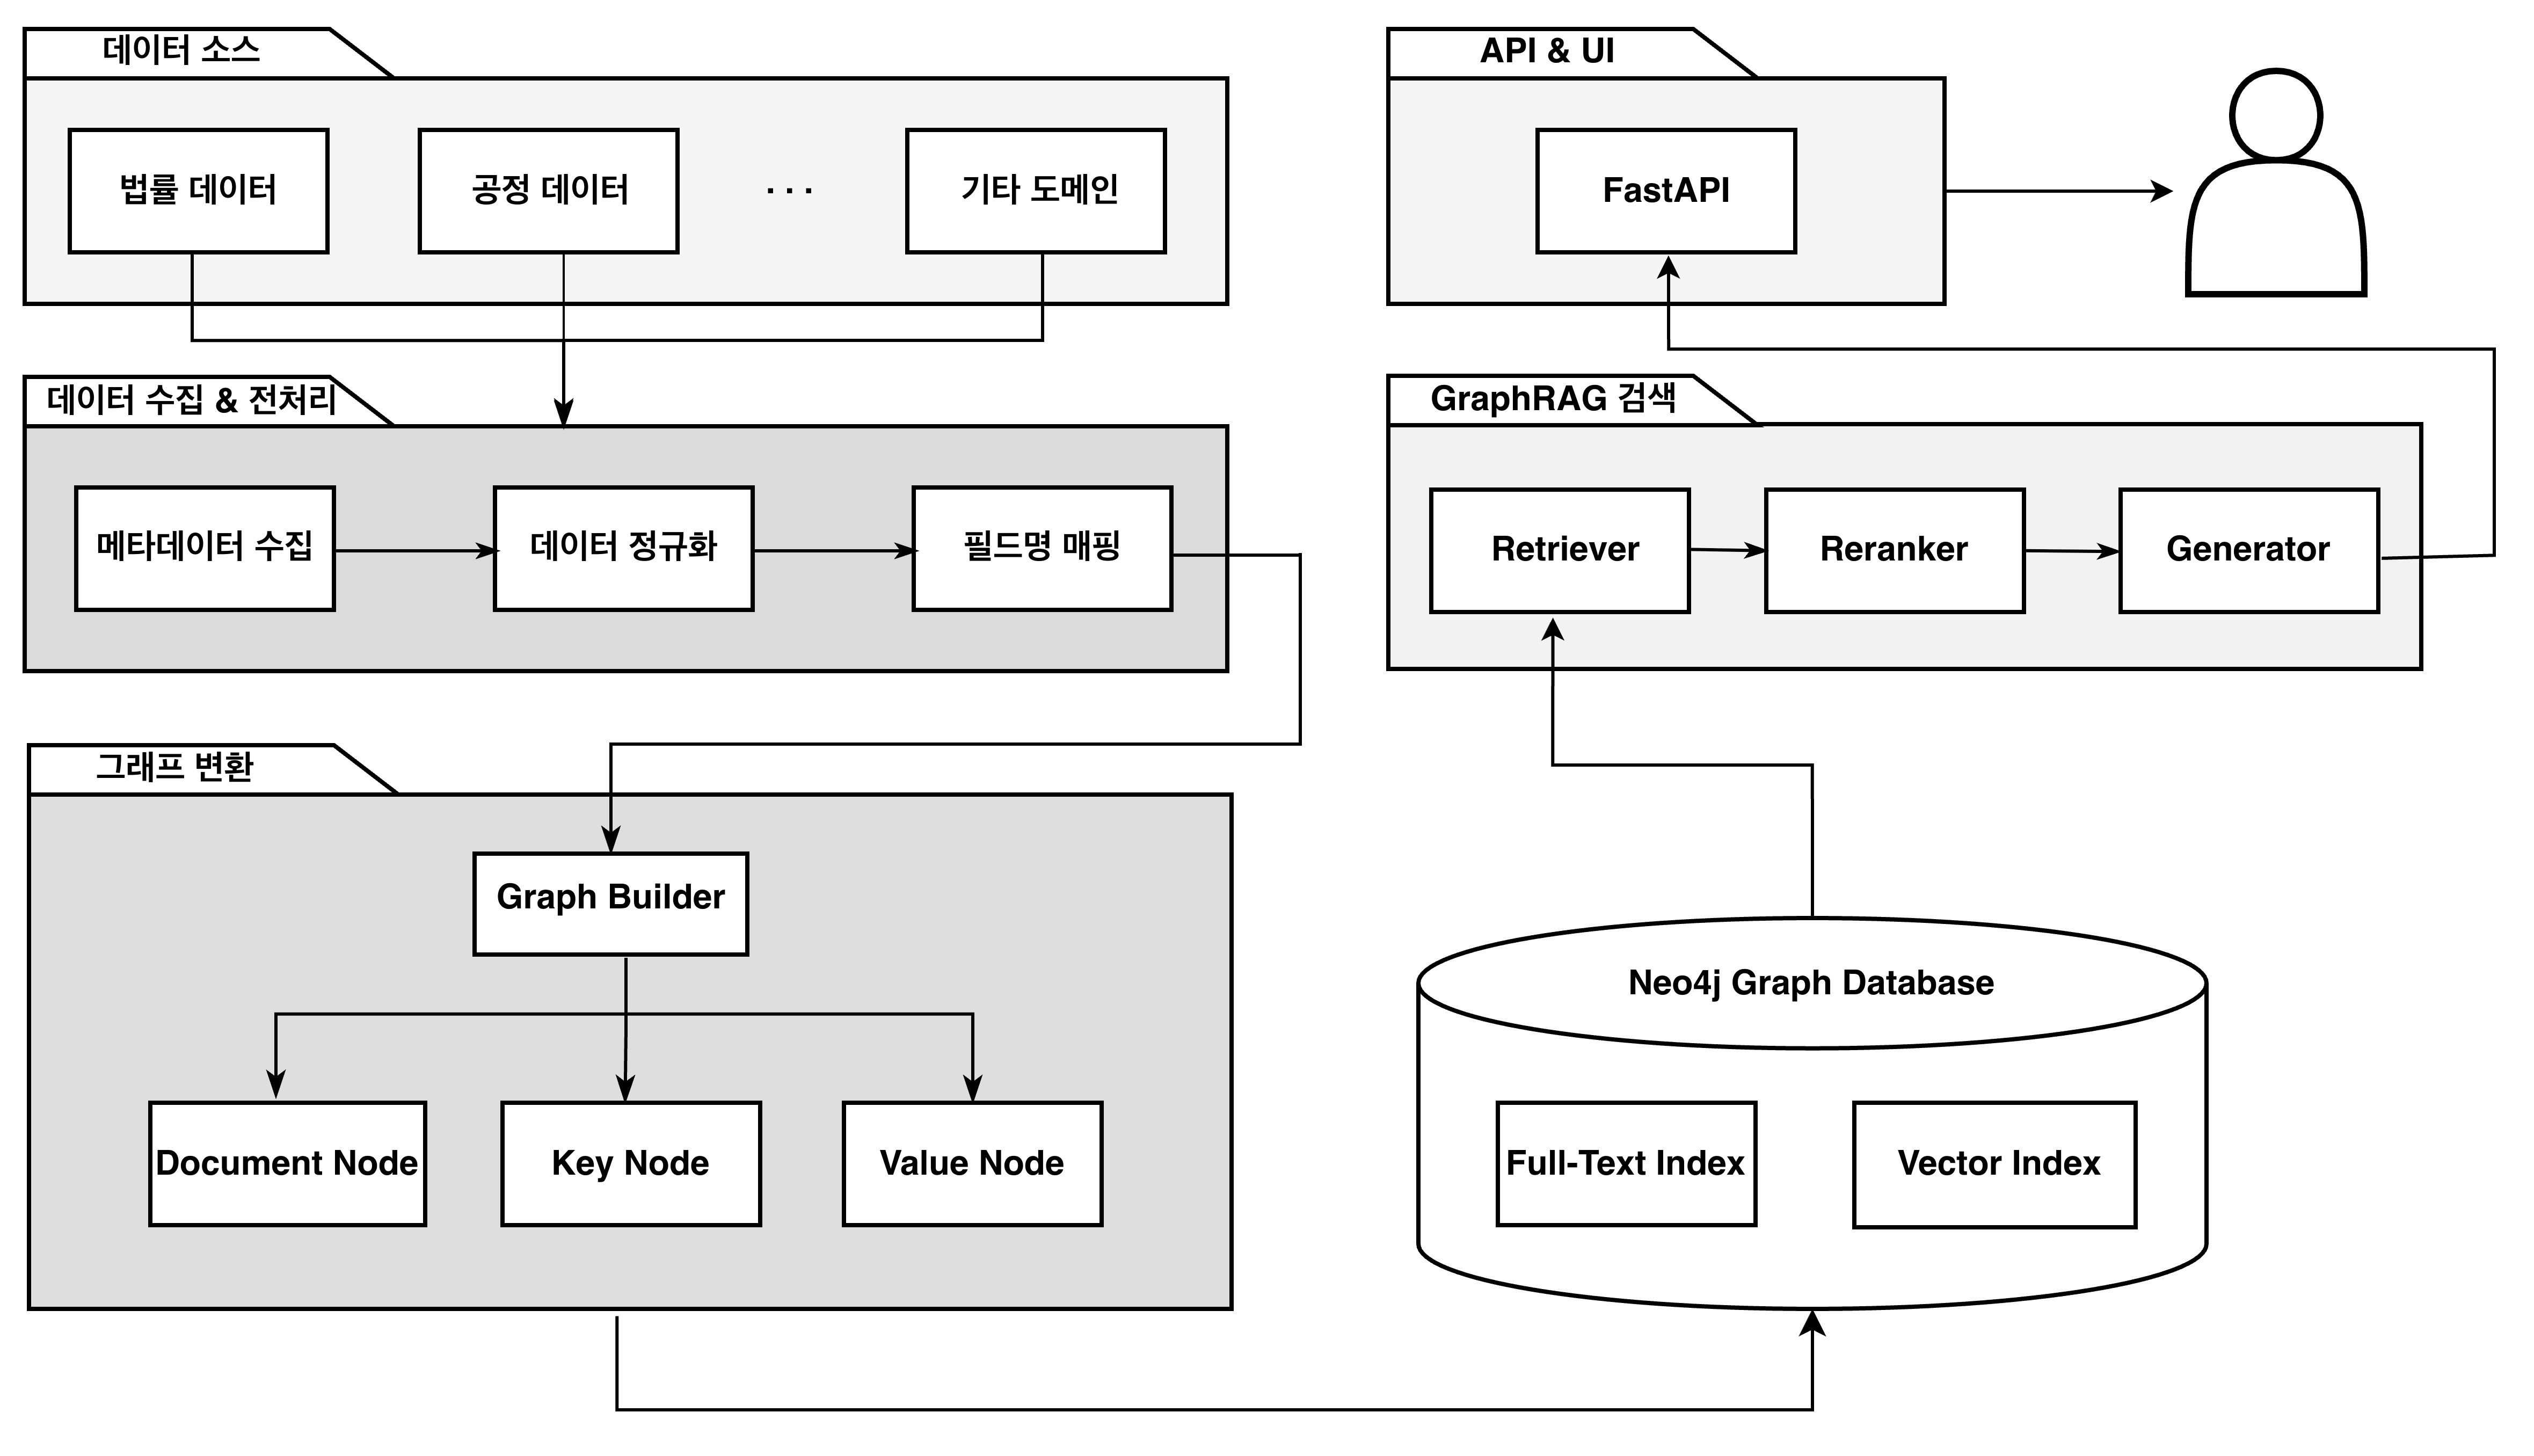 데이터 소스
법률 데이터
공정 데이터
. . .
기타 도메인
데이터 수집 & 전처리
메타데이터 수집
데이터 정규화
필드명 매핑
그래프 변환
Graph Builder
Document Node
Key Node
Value Node
API & UI
FastAPI
GraphRAG 검색
Retriever
Reranker
Generator
Neo4j Graph Database
Full-Text Index
Vector Index